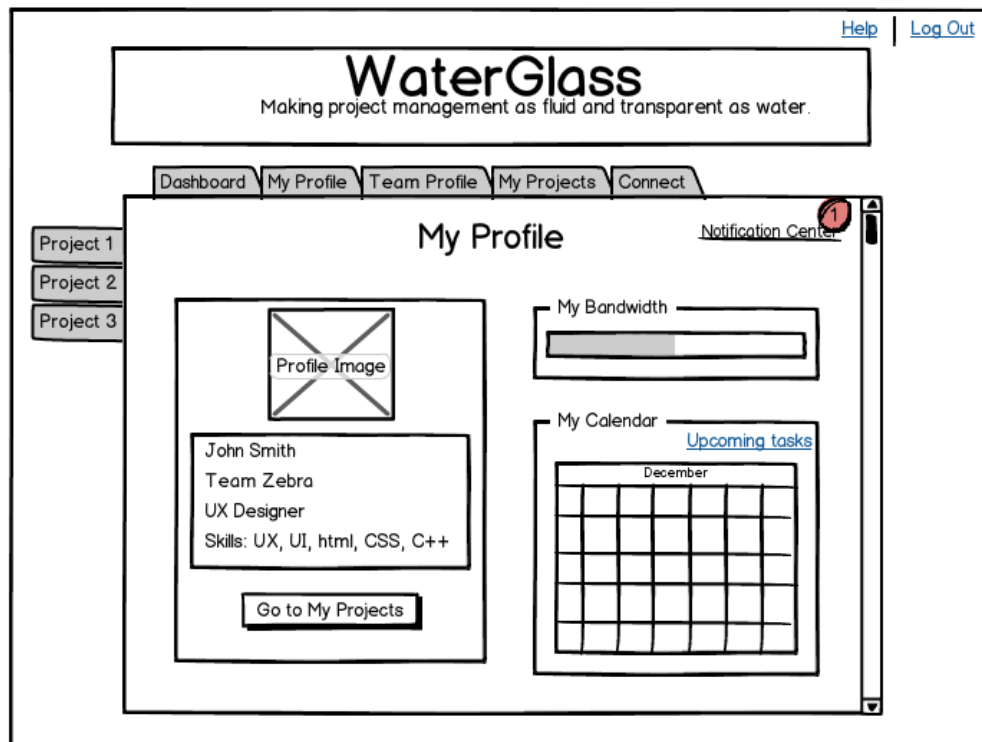 Help
Log Out
WaterGlass
Making project management as fluid and transparent as water.
Dashboard
My Profile
Team Profile
My Projects
Connect
1
My Profile
Notification Center
Project 1
Project 2
Project 3
Profile Image
John Smith
Team Zebra
UX Designer
Skills: UX, UI, html, CSS, C++
Go to My Projects
My Bandwidth
My Calendar
Upcoming tasks
December